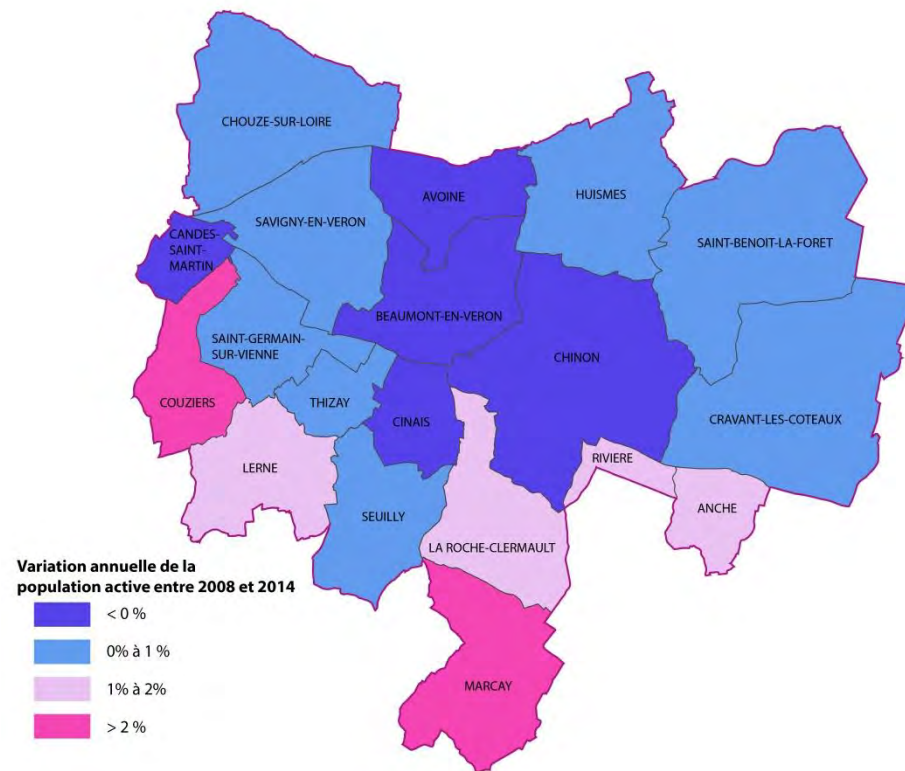 CHOUZE-SUR-LOIRE
AVOINE
HUISMES
SAVIGNY-EN-VERON
CANDES-
SAINT-
MARTIN
SAINT-BENOIT-LA-FORET
BEAUMONT-EN-VERON
SAINT-GERMAIN-
SUR-VIENNE
CHINON
COUZIERS
THIZAY
CINAIS
CRAVANT-LES-COTEAUX
LERNE
RIVIERE
ANCHE
SEUILLY
LA ROCHE-CLERMAULT
MARCAY
Variation annuelle de la
population active entre 2008 et 2014
< 0 %
0% à 1 %
1% à 2%
> 2 %